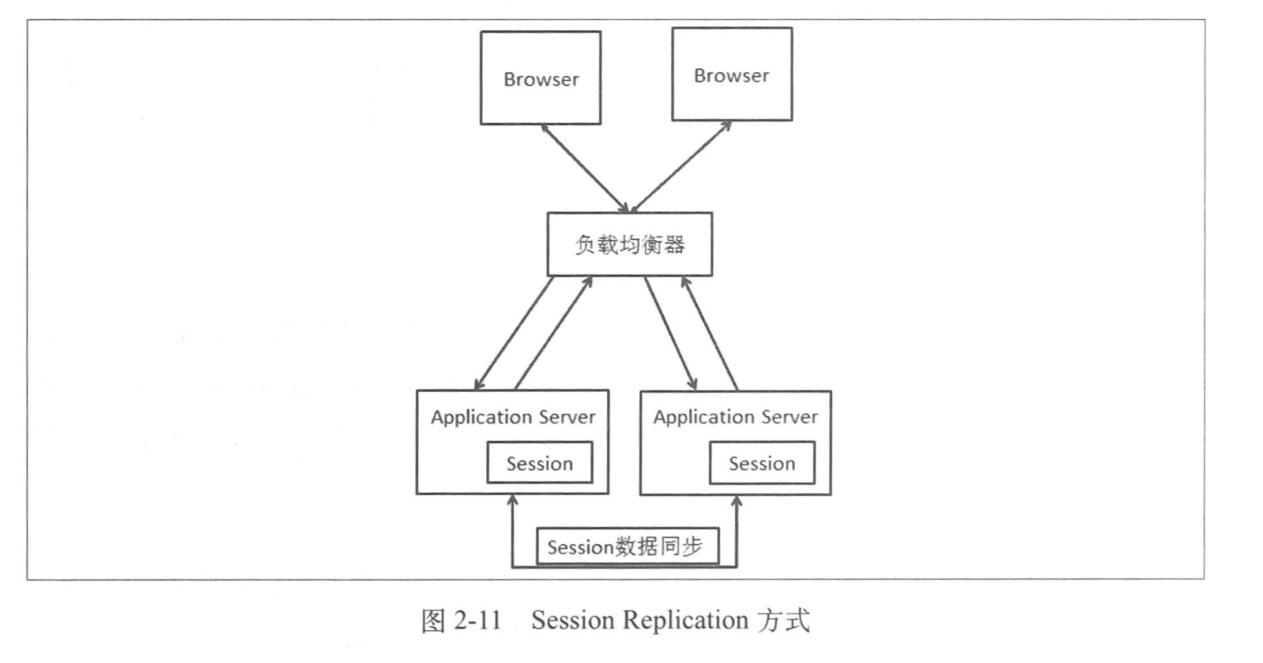 Browser
Browser
负载均衡器
Application Server
Session
Application Server
Session
Session数据同步
图 2-11 Session Replication 方式